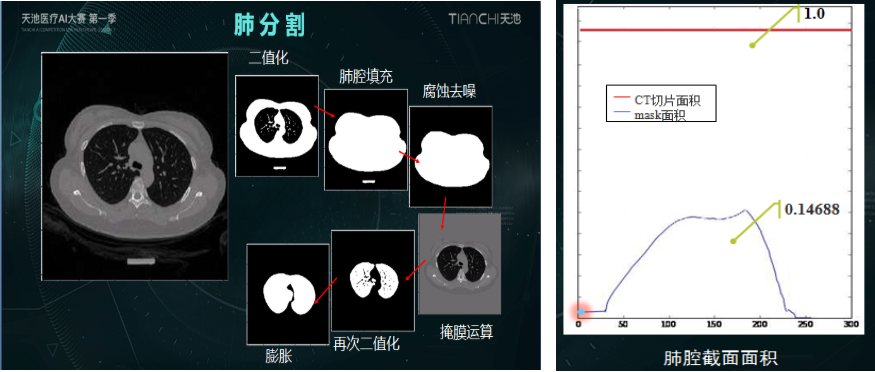 天池医疗AI大赛 第一季
肺分割
TIANCHI天池
二值化
肺腔填充
腐蚀去噪
掩膜运算
再次二值化
膨胀
1.0
CT切片面积
mask面积
0.14688
0 50 100 150 200 250 300
肺腔截面面积